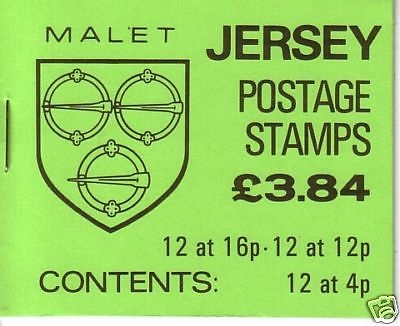 MALET
JERSEY
POSTAGE
STAMPS
£3.84
12 at 16p·12 at 12p
CONTENTS: 12 at 4p